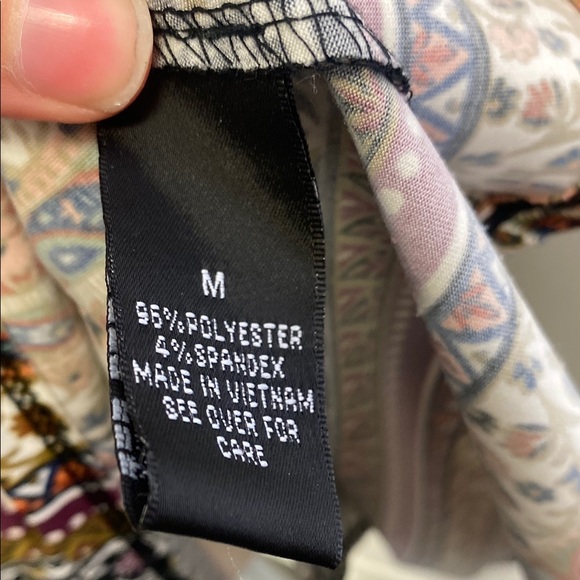 M
96%POLYESTER
4%SPANDEX
MADE IN VIETNAM
SEE OVER FOR
CARE